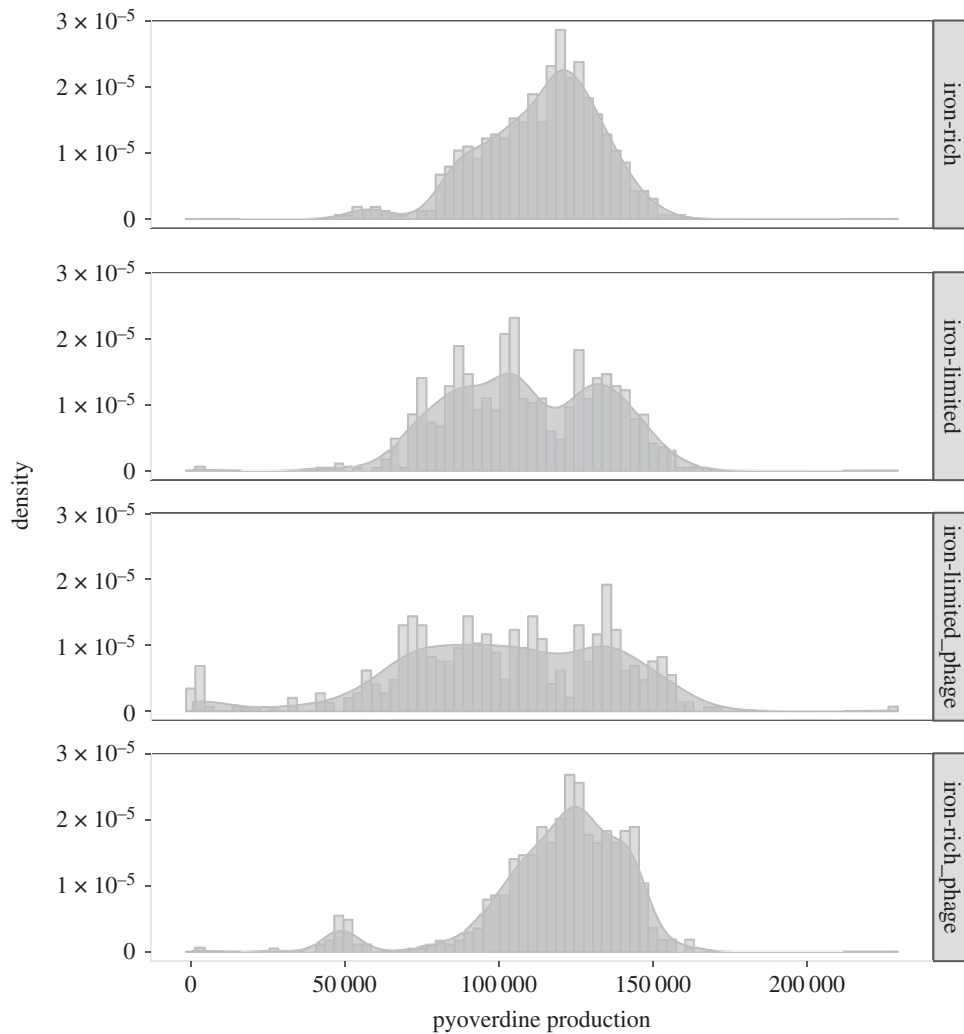 density
3 × 10⁻⁵
2 × 10⁻⁵
1 × 10⁻⁵
0
iron-rich
3 × 10⁻⁵
2 × 10⁻⁵
1 × 10⁻⁵
0
iron-limited
3 × 10⁻⁵
2 × 10⁻⁵
1 × 10⁻⁵
0
iron-limited_phage
3 × 10⁻⁵
2 × 10⁻⁵
1 × 10⁻⁵
0
iron-rich_phage
0 50 000 100 000 150 000 200 000
pyoverdine production